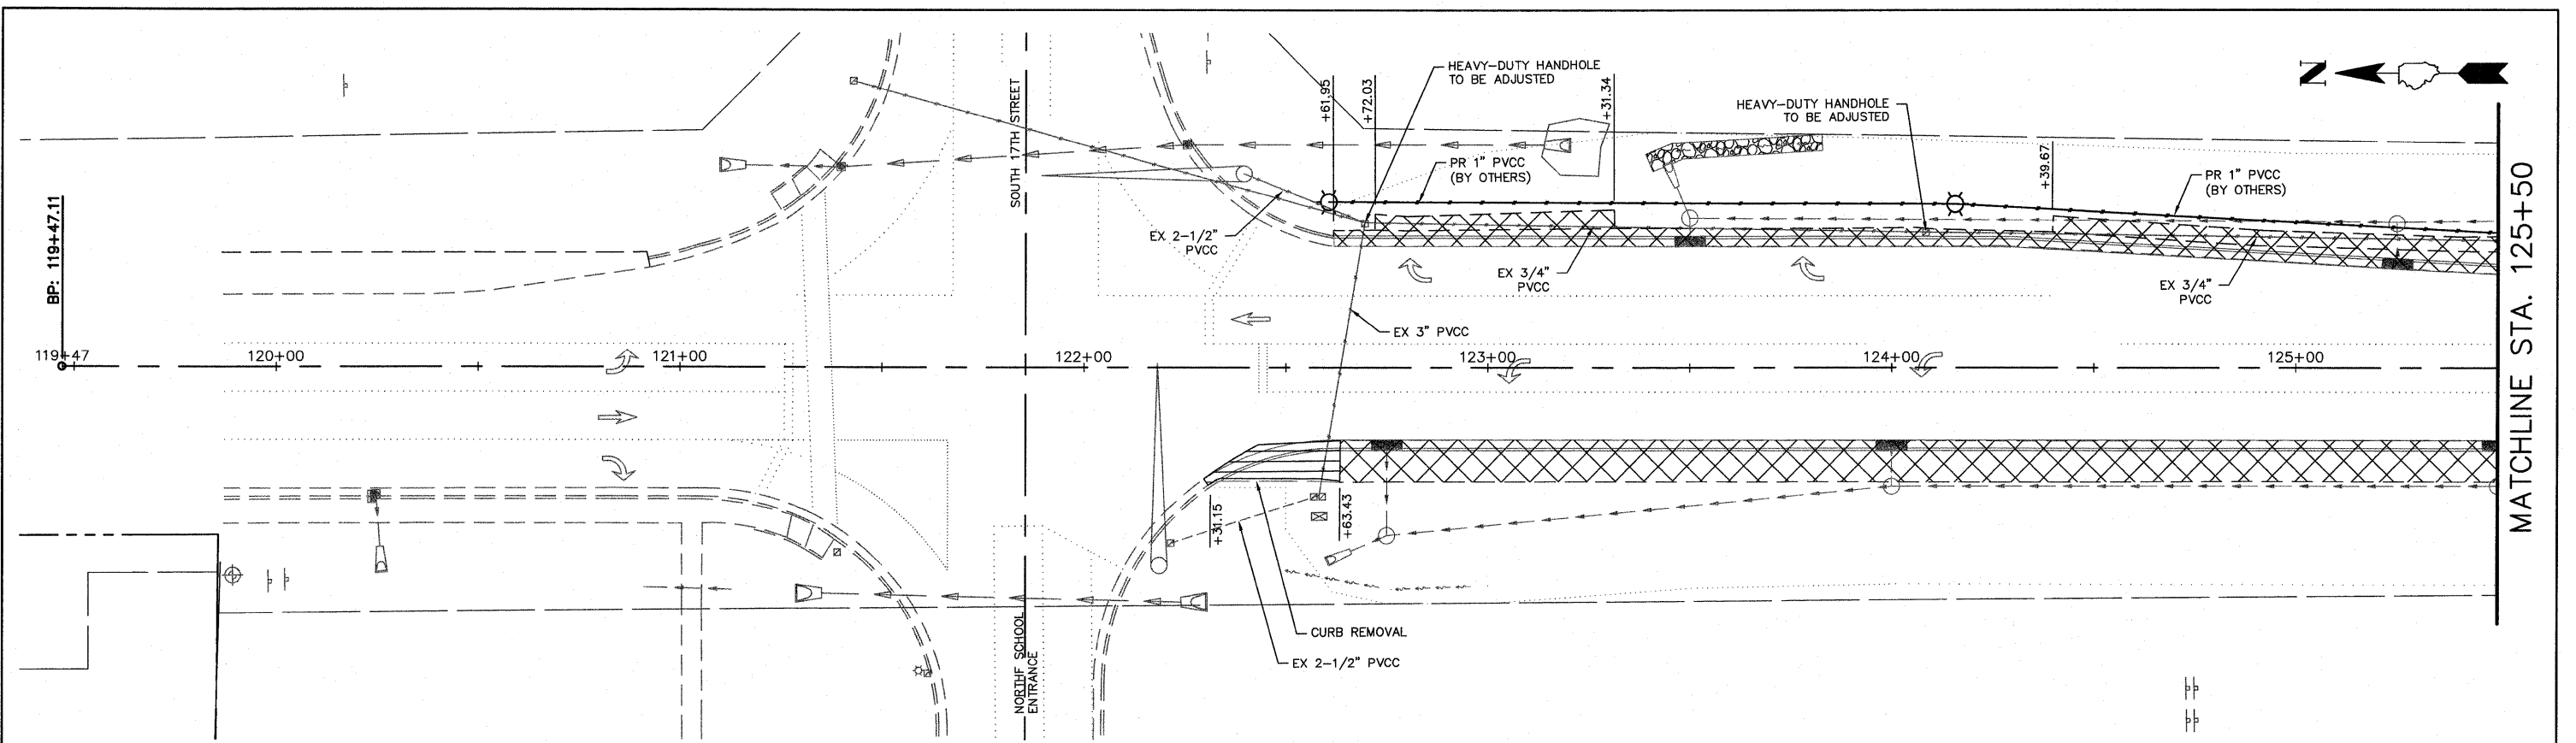 HEAVY-DUTY HANDHOLE
TO BE ADJUSTED
N
SOUTH 17TH STREET
+61.95
+72.03
+31.34
HEAVY-DUTY HANDHOLE
TO BE ADJUSTED
+39.67
PR 1" PVCC
(BY OTHERS)
PR 1" PVCC
(BY OTHERS)
BP: 119+47.11
EX 2-1/2"
PVCC
EX 3/4"
PVCC
EX 3/4"
PVCC
EX 3" PVCC
MATCHLINE STA. 125+50
119+47
120+00
121+00
122+00
123+00
124+00
125+00
+31.15
+63.43
CURB REMOVAL
EX 2-1/2" PVCC
NORTHF SCHOOL
ENTRANCE